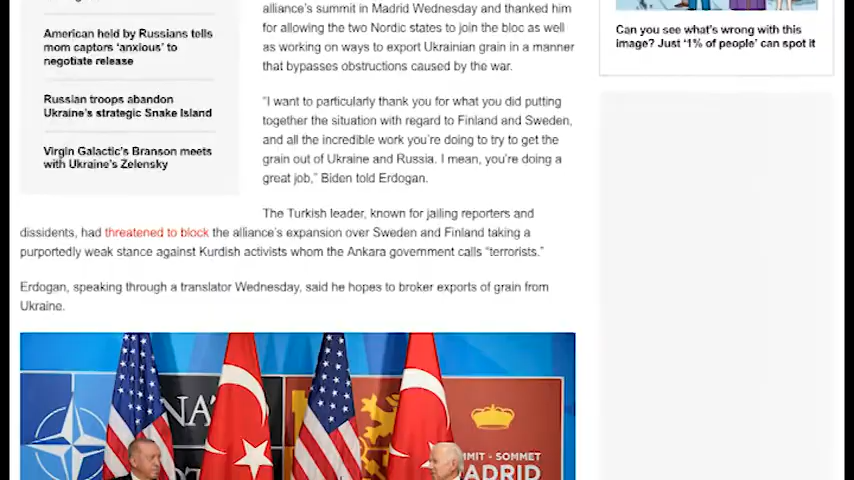 American held by Russians tells
mom captors ‘anxious’ to
negotiate release
Russian troops abandon
Ukraine’s strategic Snake Island
Virgin Galactic’s Branson meets
with Ukraine’s Zelensky
alliance’s summit in Madrid Wednesday and thanked him
for allowing the two Nordic states to join the bloc as well
as working on ways to export Ukrainian grain in a manner
that bypasses obstructions caused by the war.
“I want to particularly thank you for what you did putting
together the situation with regard to Finland and Sweden,
and all the incredible work you’re doing to try to get the
grain out of Ukraine and Russia. I mean, you’re doing a
great job,” Biden told Erdogan.
The Turkish leader, known for jailing reporters and
dissidents, had threatened to block the alliance’s expansion over Sweden and Finland taking a
purportedly weak stance against Kurdish activists whom the Ankara government calls “terrorists.”
Erdogan, speaking through a translator Wednesday, said he hopes to broker exports of grain from
Ukraine.
Can you see what’s wrong with this
image? Just ‘1% of people’ can spot it
NA
MIT - SOMMET
MADRID